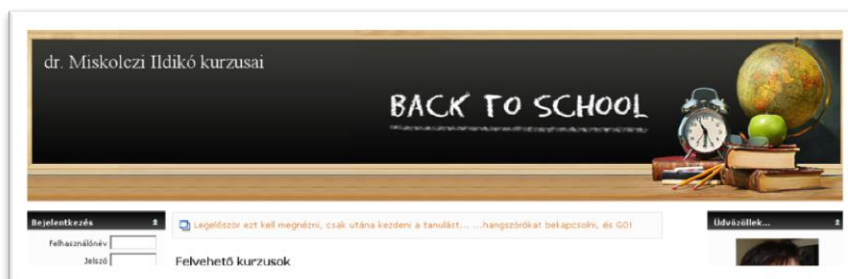 dr. Miskolczi Ildikó kurzusai
BACK TO SCHOOL
Bejelentkezés
Legelőször ezt kell megnézni, csak utána kezdeni a tanulást... ...hangszórókat bekapcsolni, és GO!
Üdvözöllek...
Felhasználónév
Jelszó
Felvehető kurzusok